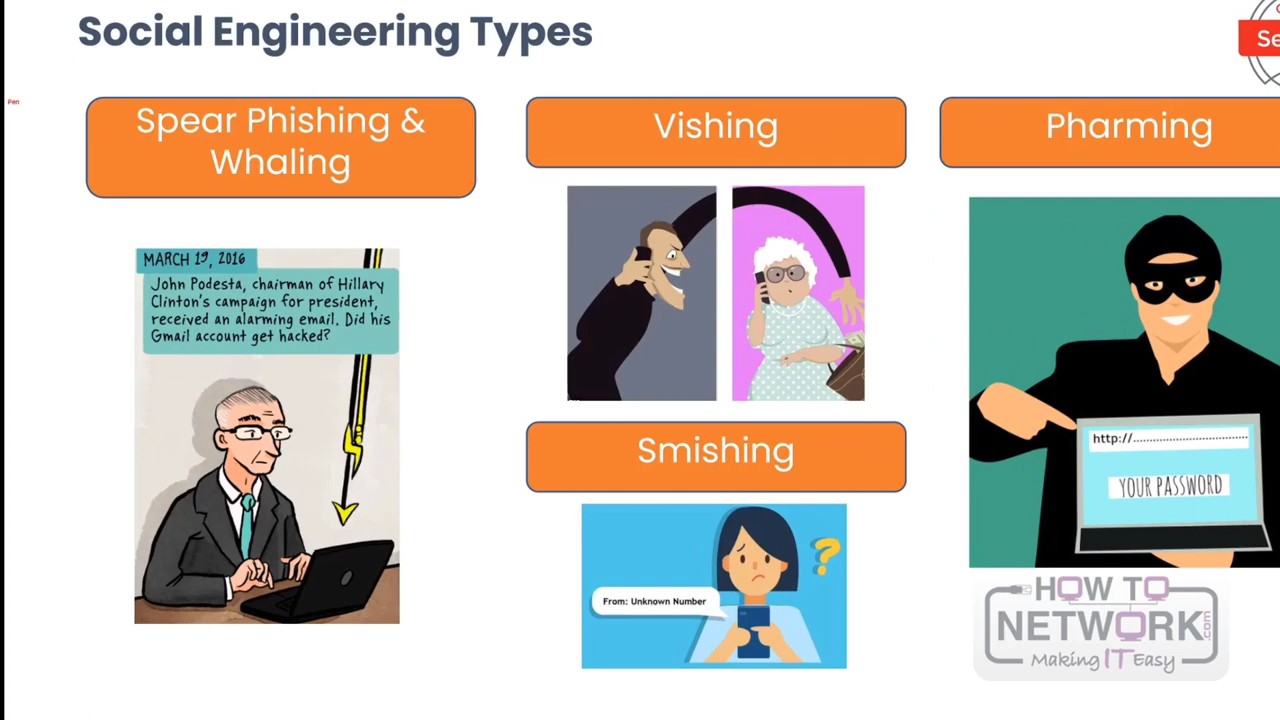 Social Engineering Types
Se
Pen
Spear Phishing &
Whaling
Vishing
Pharming
MARCH 19, 2016
John Podesta, chairman of Hillary
Clinton's campaign for president,
received an alarming email. Did his
Gmail account get hacked?
http://........................................
YOUR PASSWORD
Smishing
From: Unknown Number
?
HOW TO
NETWORK.com
Making IT Easy